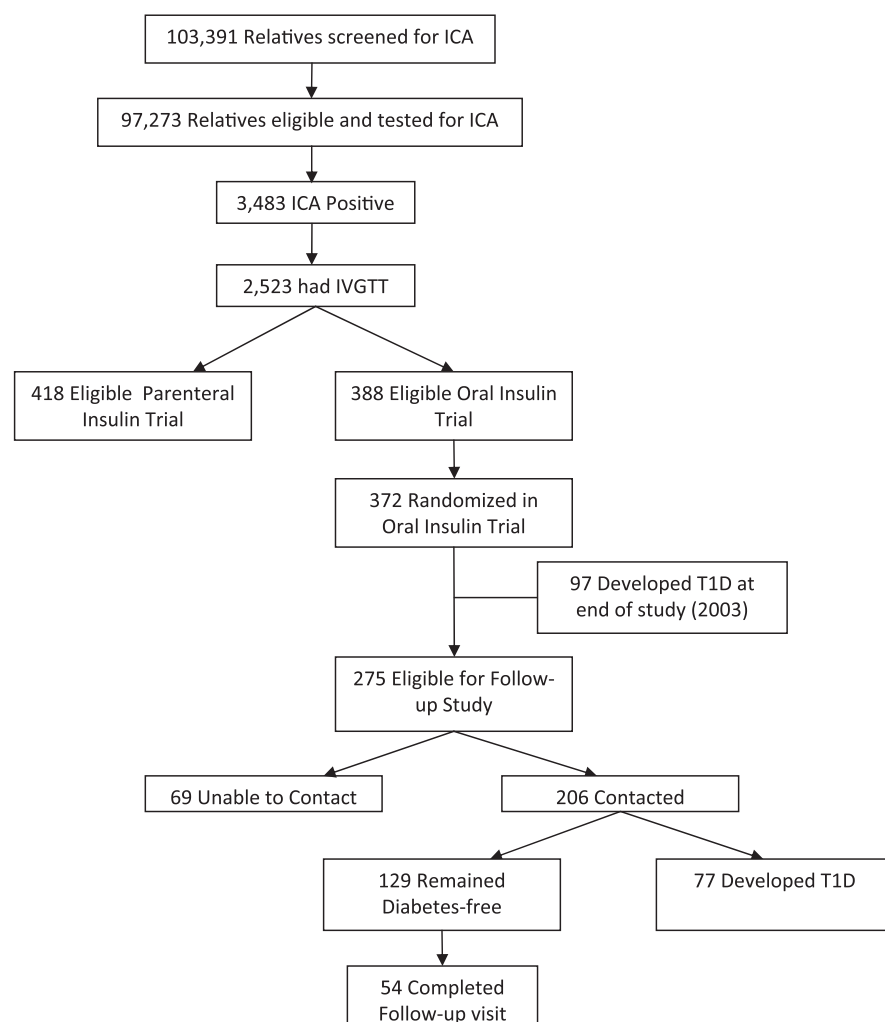 103,391 Relatives screened for ICA
97,273 Relatives eligible and tested for ICA
3,483 ICA Positive
2,523 had IVGTT
418 Eligible  Parenteral
Insulin Trial
388 Eligible Oral Insulin
Trial
372 Randomized in
Oral Insulin Trial
97 Developed T1D at
end of study (2003)
275 Eligible for Follow-
up Study
69 Unable to Contact
206 Contacted
129 Remained
Diabetes-free
77 Developed T1D
54 Completed
Follow-up visit